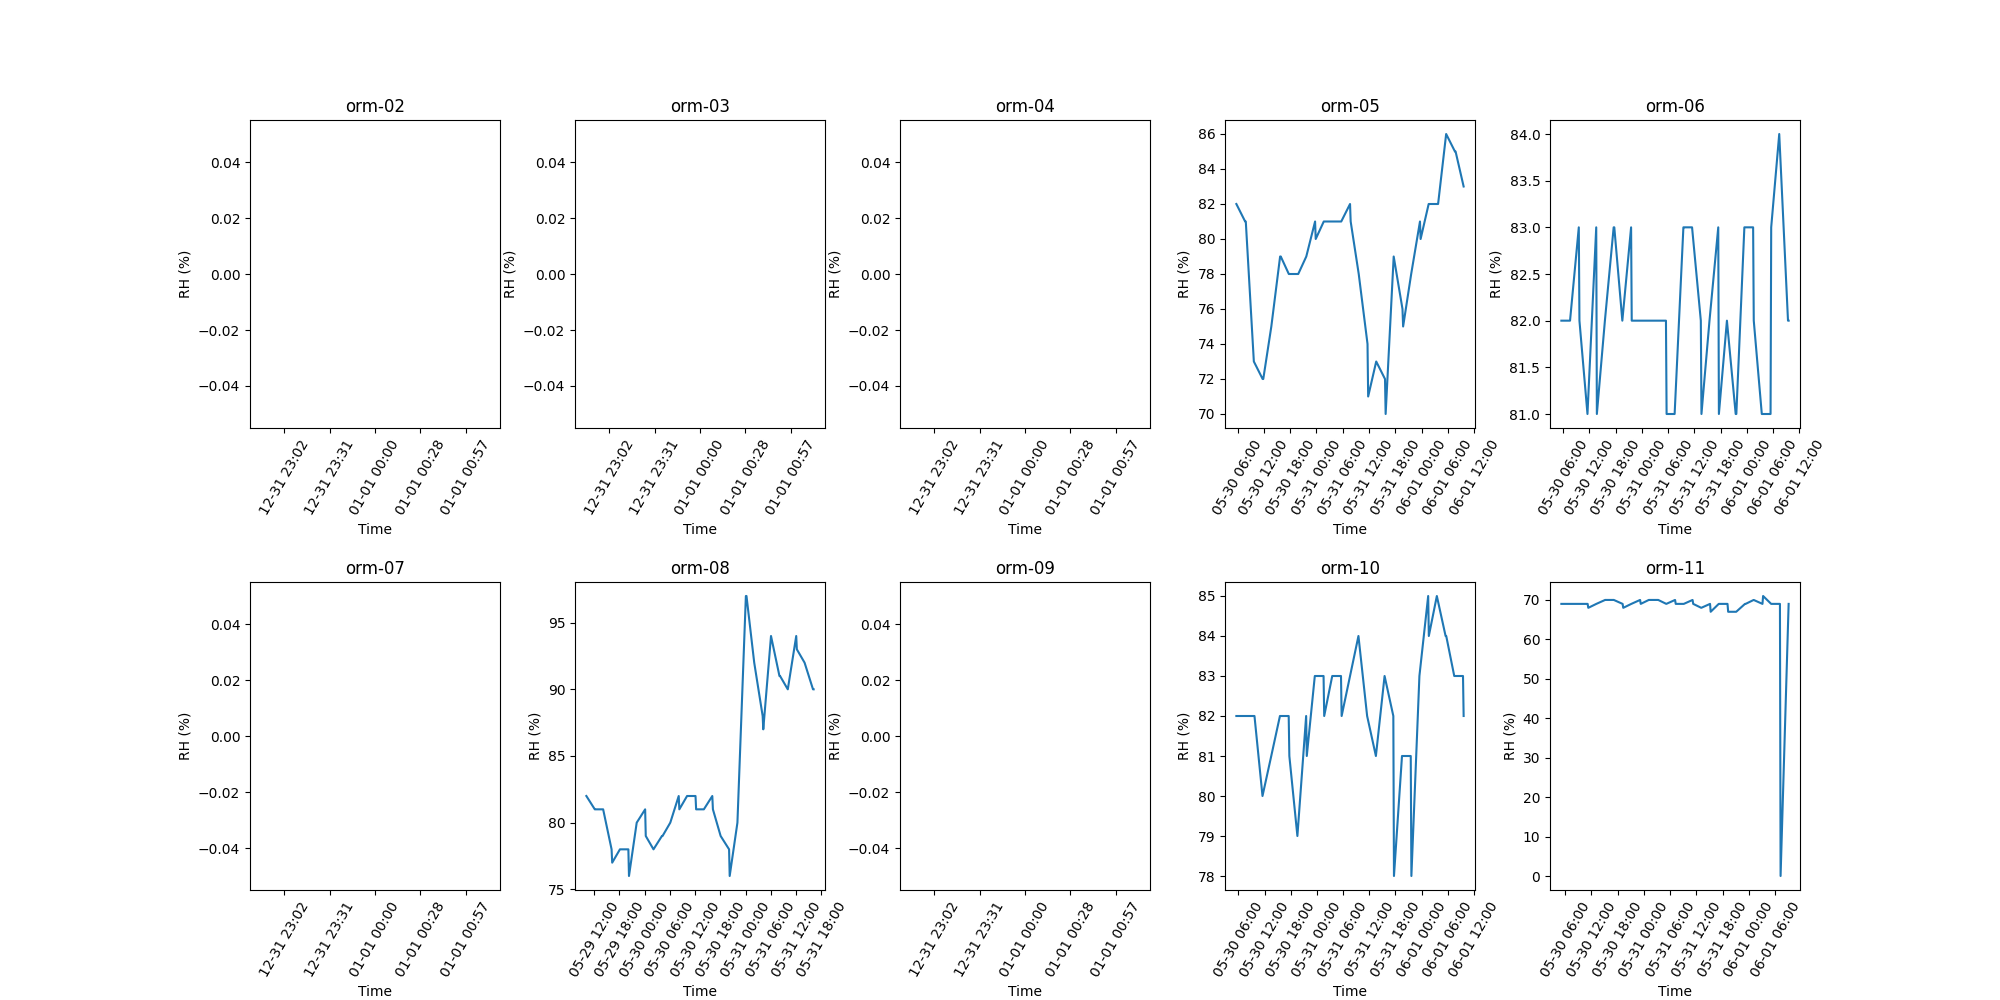 orm-02 orm-03 orm-04 orm-05 orm-06
RH (%) RH (%) RH (%) RH (%) RH (%)
0.04 0.02 0.00 −0.02 −0.04
0.04 0.02 0.00 −0.02 −0.04
0.04 0.02 0.00 −0.02 −0.04
86 84 82 80 78 76 74 72 70
84.0 83.5 83.0 82.5 82.0 81.5 81.0
12-31 23:02 12-31 23:31 01-01 00:00 01-01 00:28 01-01 00:57
12-31 23:02 12-31 23:31 01-01 00:00 01-01 00:28 01-01 00:57
12-31 23:02 12-31 23:31 01-01 00:00 01-01 00:28 01-01 00:57
05-30 06:00 05-30 12:00 05-30 18:00 05-31 00:00 05-31 06:00 05-31 12:00 05-31 18:00 06-01 00:00 06-01 06:00 06-01 12:00
05-30 06:00 05-30 12:00 05-30 18:00 05-31 00:00 05-31 06:00 05-31 12:00 05-31 18:00 06-01 00:00 06-01 06:00 06-01 12:00
Time Time Time Time Time
orm-07 orm-08 orm-09 orm-10 orm-11
RH (%) RH (%) RH (%) RH (%) RH (%)
0.04 0.02 0.00 −0.02 −0.04
95 90 85 80 75
0.04 0.02 0.00 −0.02 −0.04
85 84 83 82 81 80 79 78
70 60 50 40 30 20 10 0
12-31 23:02 12-31 23:31 01-01 00:00 01-01 00:28 01-01 00:57
05-29 12:00 05-29 18:00 05-30 00:00 05-30 06:00 05-30 12:00 05-30 18:00 05-31 00:00 05-31 06:00 05-31 12:00 05-31 18:00
12-31 23:02 12-31 23:31 01-01 00:00 01-01 00:28 01-01 00:57
05-30 06:00 05-30 12:00 05-30 18:00 05-31 00:00 05-31 06:00 05-31 12:00 05-31 18:00 06-01 00:00 06-01 06:00 06-01 12:00
05-30 06:00 05-30 12:00 05-30 18:00 05-31 00:00 05-31 06:00 05-31 12:00 05-31 18:00 06-01 00:00 06-01 06:00
Time Time Time Time Time